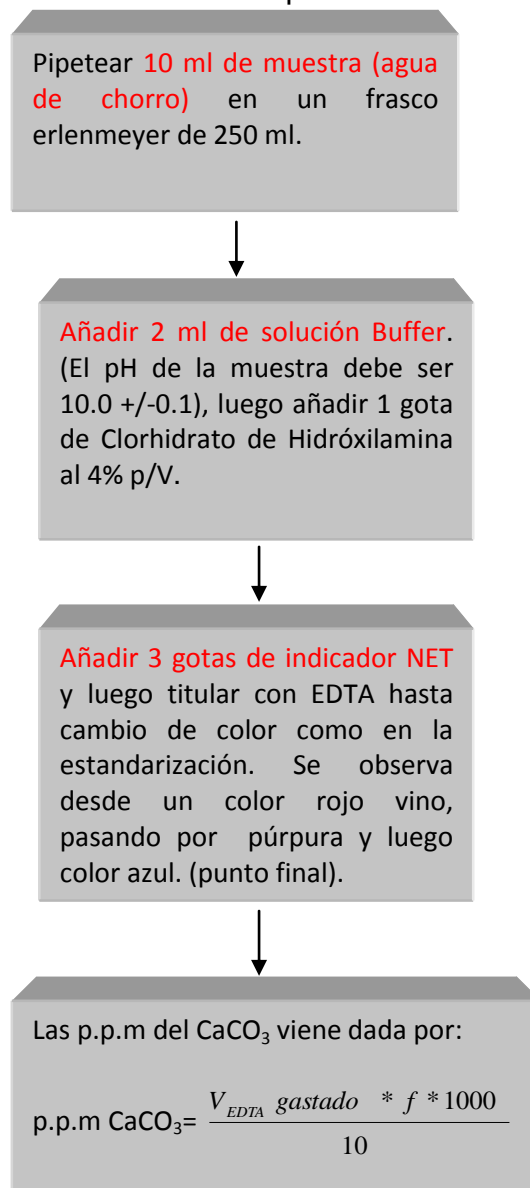 Pipetear 10 ml de muestra (agua
de chorro) en un frasco
erlenmeyer de 250 ml.
Añadir 2 ml de solución Buffer.
(El pH de la muestra debe ser
10.0 +/-0.1), luego añadir 1 gota
de Clorhidrato de Hidróxilamina
al 4% p/V.
Añadir 3 gotas de indicador NET
y luego titular con EDTA hasta
cambio de color como en la
estandarización. Se observa
desde un color rojo vino,
pasando por púrpura y luego
color azul. (punto final).
Las p.p.m del CaCO₃ viene dada por:
p.p.m CaCO₃= V_EDTA gastado * f * 1000
10